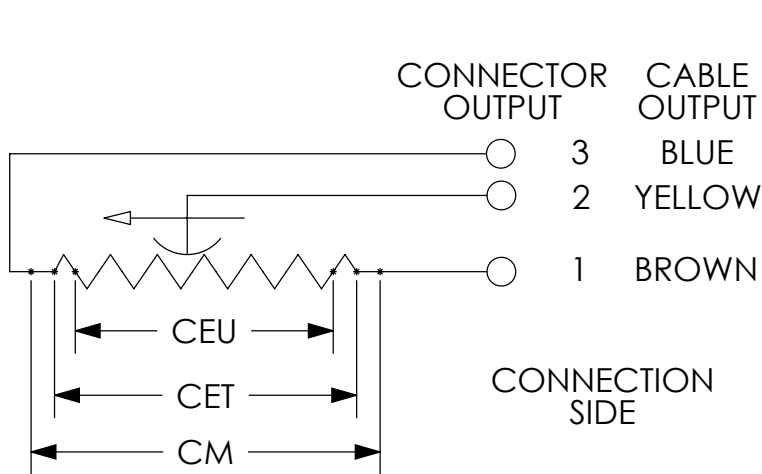 CONNECTOR OUTPUT
CABLE OUTPUT
3 BLUE
2 YELLOW
1 BROWN
CEU
CET
CM
CONNECTION
SIDE